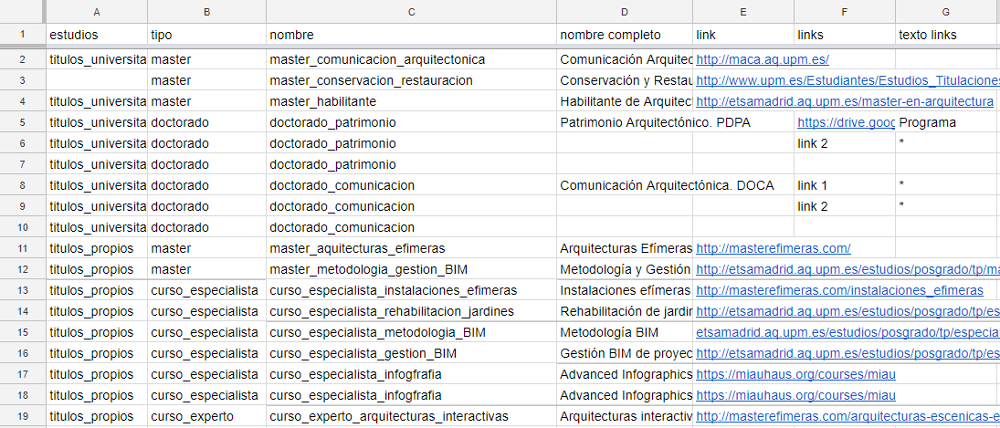 A B C D E F G
1 estudios tipo nombre nombre completo link links texto links
2 titulos_universita master master_comunicacion_arquitectonica Comunicación Arquitec http://maca.aq.upm.es/
3 master master_conservacion_restauracion Conservación y Restau http://www.upm.es/Estudiantes/Estudios_Titulaciones
4 titulos_universita master master_habilitante Habilitante de Arquitec http://etsamadrid.aq.upm.es/master-en-arquitectura
5 titulos_universita doctorado doctorado_patrimonio Patrimonio Arquitectónico. PDPA https://drive.goog Programa
6 titulos_universita doctorado doctorado_patrimonio link 2 *
7 titulos_universita doctorado doctorado_patrimonio
8 titulos_universita doctorado doctorado_comunicacion Comunicación Arquitectónica. DOCA link 1 *
9 titulos_universita doctorado doctorado_comunicacion link 2 *
10 titulos_universita doctorado doctorado_comunicacion
11 titulos_propios master master_aquitecturas_efimeras Arquitecturas Efímeras http://masterefimeras.com/
12 titulos_propios master master_metodologia_gestion_BIM Metodología y Gestión http://etsamadrid.aq.upm.es/estudios/posgrado/tp/ma
13 titulos_propios curso_especialista curso_especialista_instalaciones_efimeras Instalaciones efímeras http://masterefimeras.com/instalaciones_efimeras
14 titulos_propios curso_especialista curso_especialista_rehabilitacion_jardines Rehabilitación de jardir http://etsamadrid.aq.upm.es/estudios/posgrado/tp/es
15 titulos_propios curso_especialista curso_especialista_metodologia_BIM Metodología BIM etsamadrid.aq.upm.es/estudios/posgrado/tp/especia
16 titulos_propios curso_especialista curso_especialista_gestion_BIM Gestión BIM de proyec http://etsamadrid.aq.upm.es/estudios/posgrado/tp/es
17 titulos_propios curso_especialista curso_especialista_infogfrafia Advanced Infographics https://miauhaus.org/courses/miau
18 titulos_propios curso_especialista curso_especialista_infogfrafia Advanced Infographics https://miauhaus.org/courses/miau
19 titulos_propios curso_experto curso_experto_arquitecturas_interactivas Arquitecturas interactiv http://masterefimeras.com/arquitecturas-escenicas-e